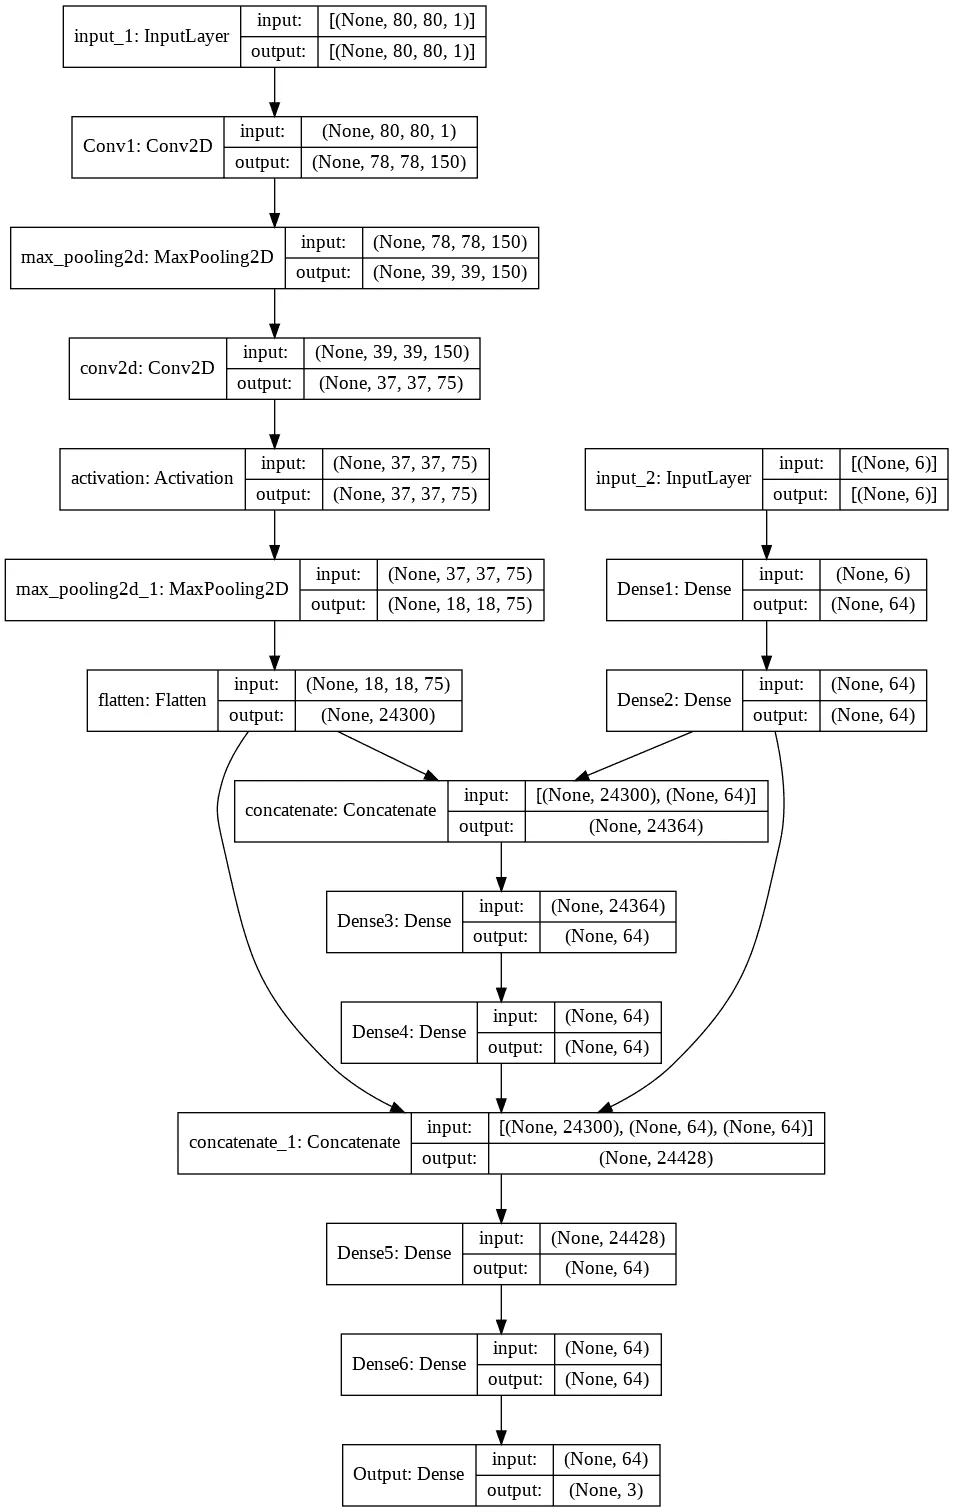 input_1: InputLayer
input: [(None, 80, 80, 1)]
output: [(None, 80, 80, 1)]
Conv1: Conv2D
input: (None, 80, 80, 1)
output: (None, 78, 78, 150)
max_pooling2d: MaxPooling2D
input: (None, 78, 78, 150)
output: (None, 39, 39, 150)
conv2d: Conv2D
input: (None, 39, 39, 150)
output: (None, 37, 37, 75)
activation: Activation
input: (None, 37, 37, 75)
output: (None, 37, 37, 75)
input_2: InputLayer
input: [(None, 6)]
output: [(None, 6)]
max_pooling2d_1: MaxPooling2D
input: (None, 37, 37, 75)
output: (None, 18, 18, 75)
Dense1: Dense
input: (None, 6)
output: (None, 64)
flatten: Flatten
input: (None, 18, 18, 75)
output: (None, 24300)
Dense2: Dense
input: (None, 64)
output: (None, 64)
concatenate: Concatenate
input: [(None, 24300), (None, 64)]
output: (None, 24364)
Dense3: Dense
input: (None, 24364)
output: (None, 64)
Dense4: Dense
input: (None, 64)
output: (None, 64)
concatenate_1: Concatenate
input: [(None, 24300), (None, 64), (None, 64)]
output: (None, 24428)
Dense5: Dense
input: (None, 24428)
output: (None, 64)
Dense6: Dense
input: (None, 64)
output: (None, 64)
Output: Dense
input: (None, 64)
output: (None, 3)